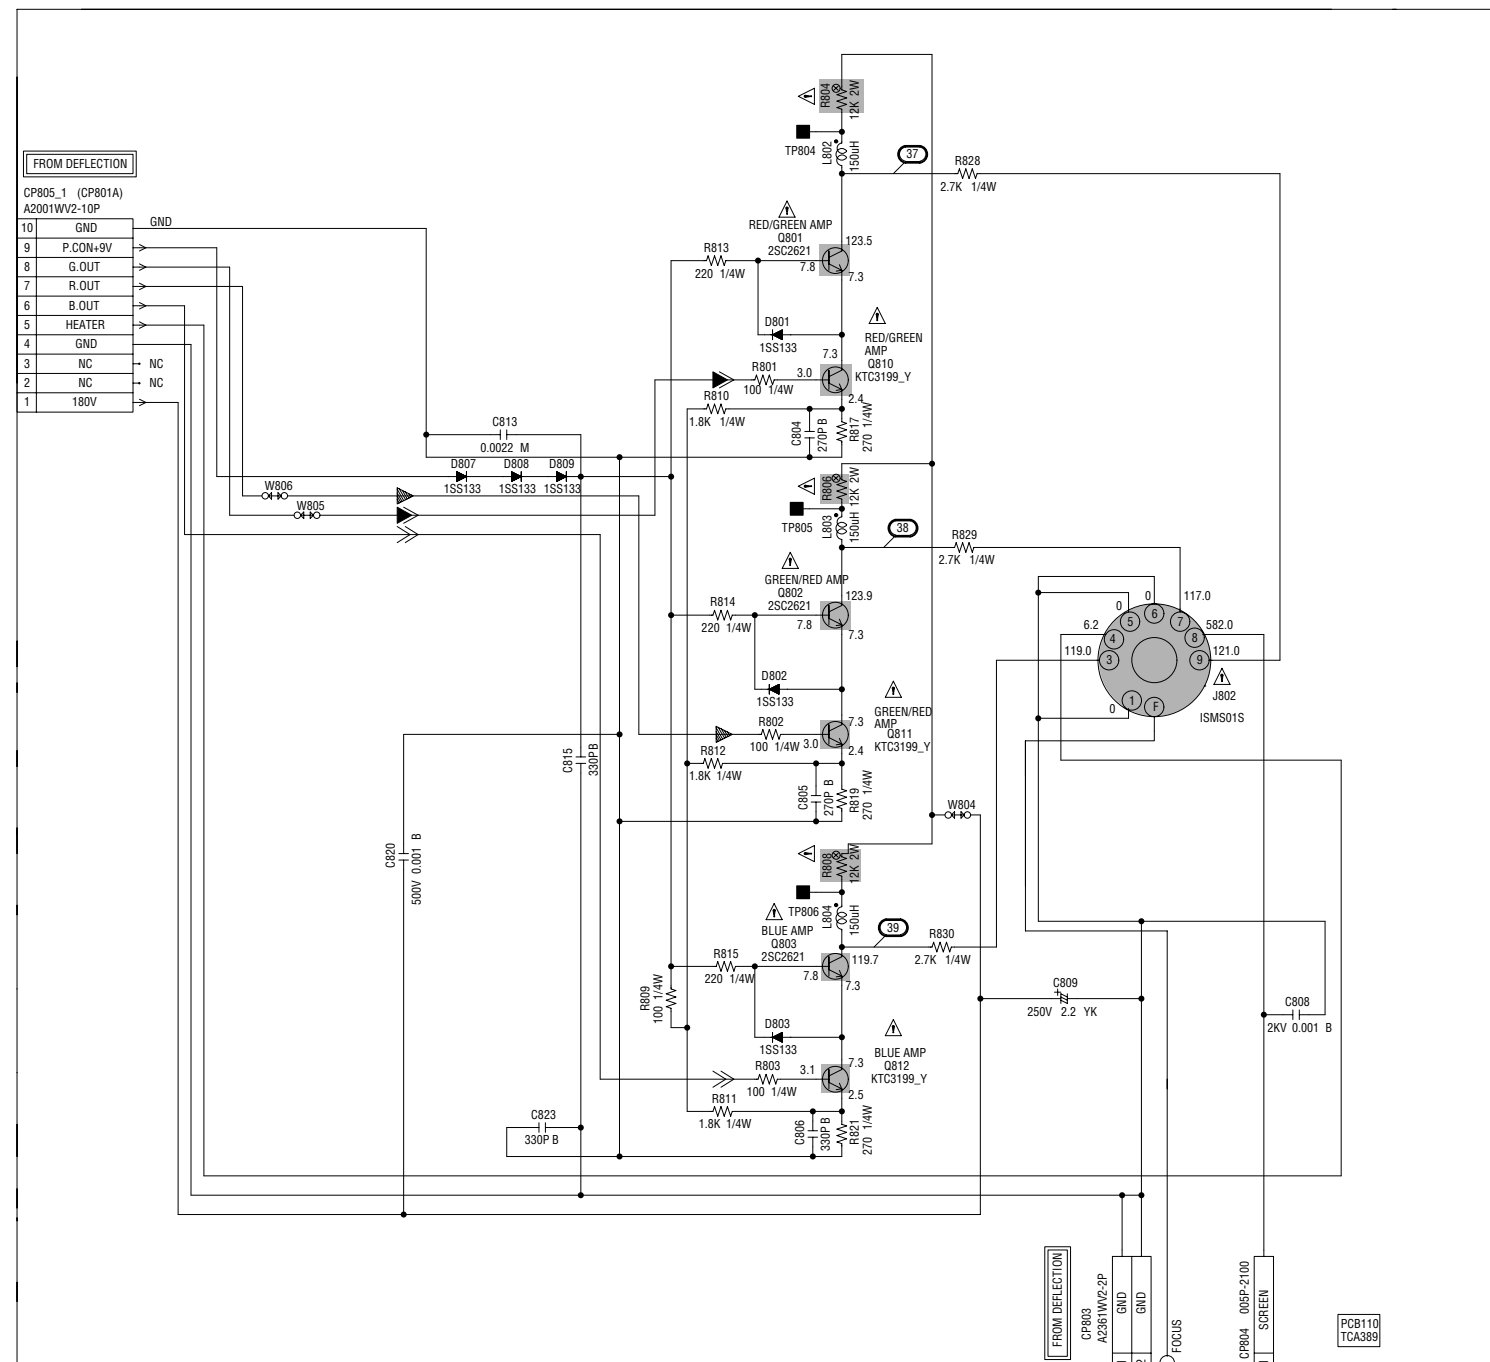 FROM DEFLECTION
CP805_1 (CP801A)
A2001WV2-10P
10 GND
9 P.CON+9V
8 G.OUT
7 R.OUT
6 B.OUT
5 HEATER
4 GND
3 NC
2 NC
1 180V
GND
NC
NC
R804
12K 2W
TP804
L802
150uH
37
R828
2.7K 1/4W
RED/GREEN AMP
Q801
2SC2621
123.5
7.8
7.3
R813
220 1/4W
D801
1SS133
RED/GREEN
AMP
Q810
KTC3199_Y
7.3
3.0
2.4
R801
100 1/4W
R810
1.8K 1/4W
C804
270P B
R817
270 1/4W
C813
0.0022 M
D807
1SS133
D808
1SS133
D809
1SS133
W806
W805
R806
12K 2W
TP805
L803
150uH
38
R829
2.7K 1/4W
GREEN/RED AMP
Q802
2SC2621
123.9
7.8
7.3
R814
220 1/4W
D802
1SS133
GREEN/RED
AMP
Q811
KTC3199_Y
7.3
3.0
2.4
R802
100 1/4W
R812
1.8K 1/4W
C805
270P B
R819
270 1/4W
C815
330P B
C820
500V 0.001 B
W804
0
0
117.0
6.2
582.0
119.0
121.0
0
5
6
7
4
8
3
9
1
F
J802
ISMS01S
R808
12K 2W
TP806
L804
150uH
39
R830
2.7K 1/4W
BLUE AMP
Q803
2SC2621
119.7
7.8
7.3
R815
220 1/4W
R809
100 1/4W
D803
1SS133
BLUE AMP
Q812
KTC3199_Y
7.3
3.1
2.5
R803
100 1/4W
R811
1.8K 1/4W
C806
330P B
R821
270 1/4W
C823
330P B
C809
250V 2.2 YK
C808
2KV 0.001 B
FROM DEFLECTION
CP803
A2361WV2-2P
GND
GND
FOCUS
CP804 005P-2100
SCREEN
PCB110
TCA389